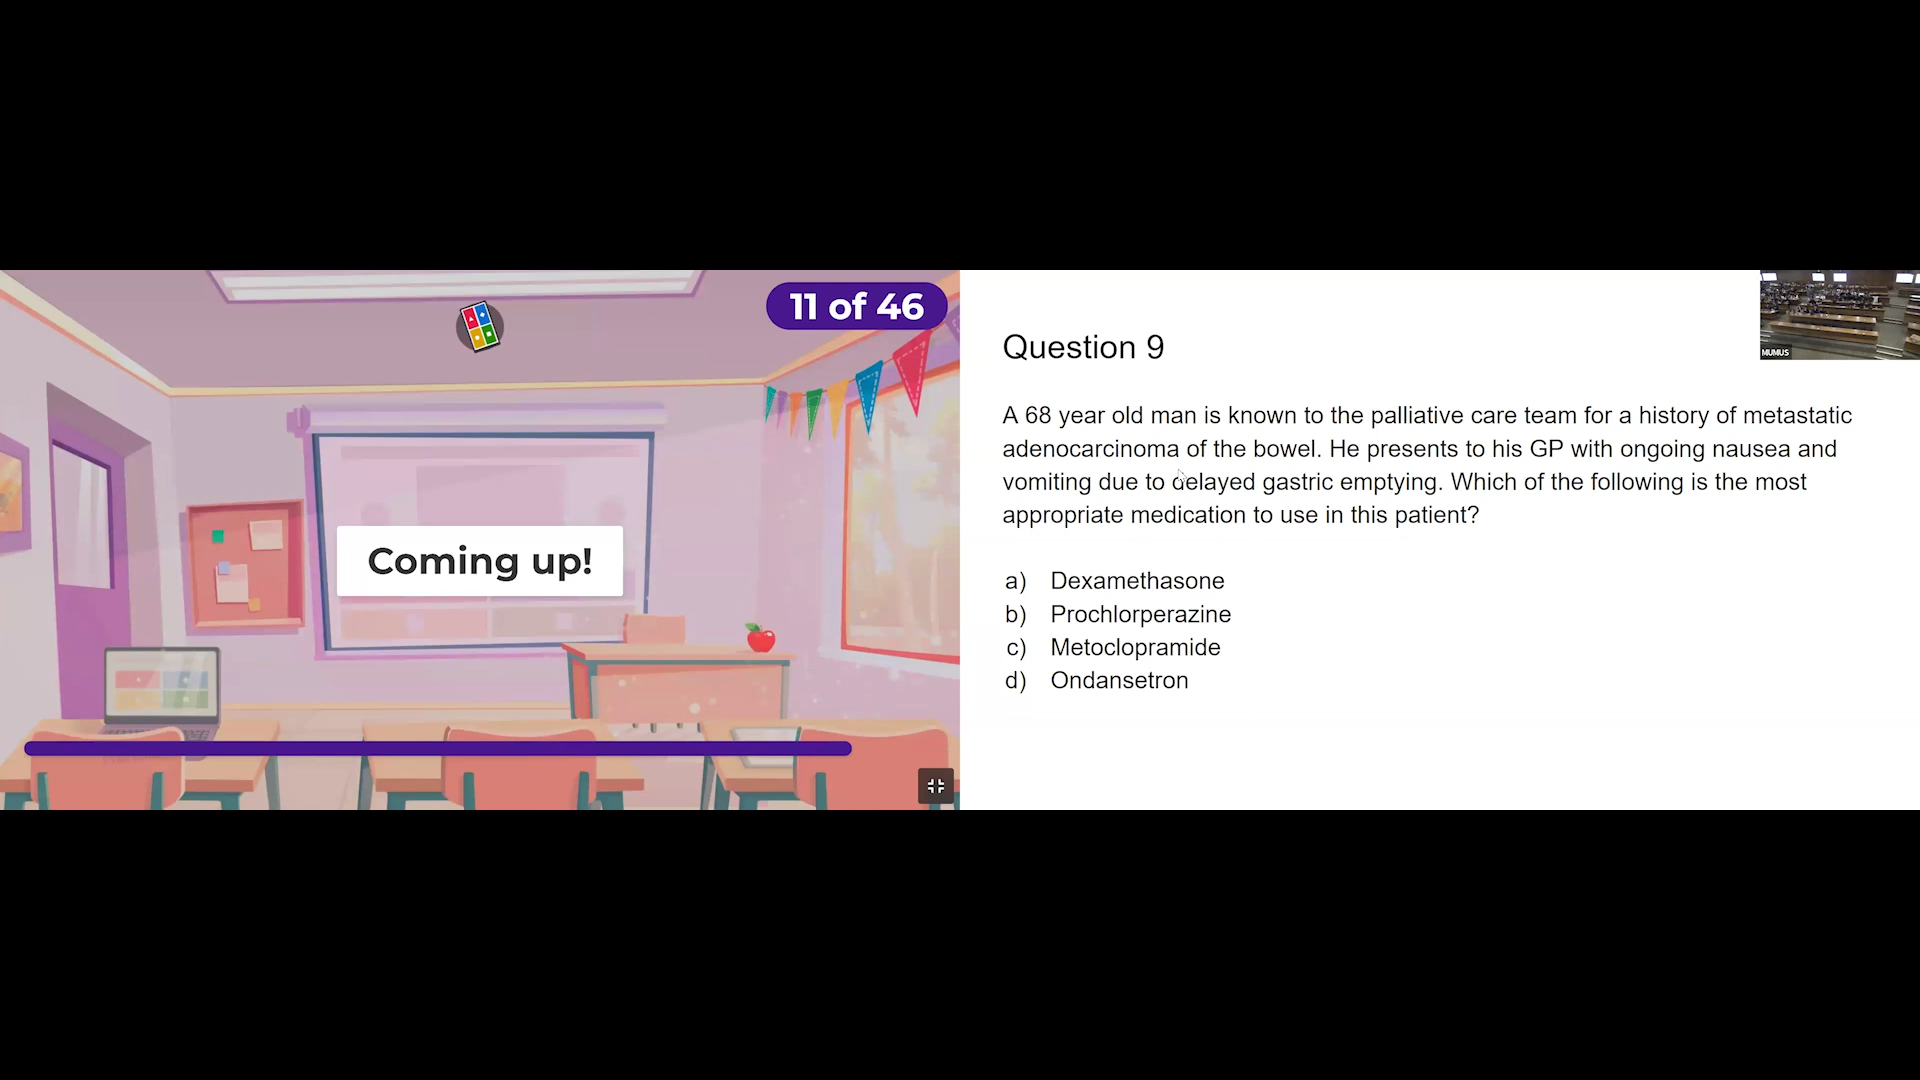 11 of 46
Coming up!
Question 9
MUMUS
A 68 year old man is known to the palliative care team for a history of metastatic
adenocarcinoma of the bowel. He presents to his GP with ongoing nausea and
vomiting due to delayed gastric emptying. Which of the following is the most
appropriate medication to use in this patient?
a) Dexamethasone
b) Prochlorperazine
c) Metoclopramide
d) Ondansetron